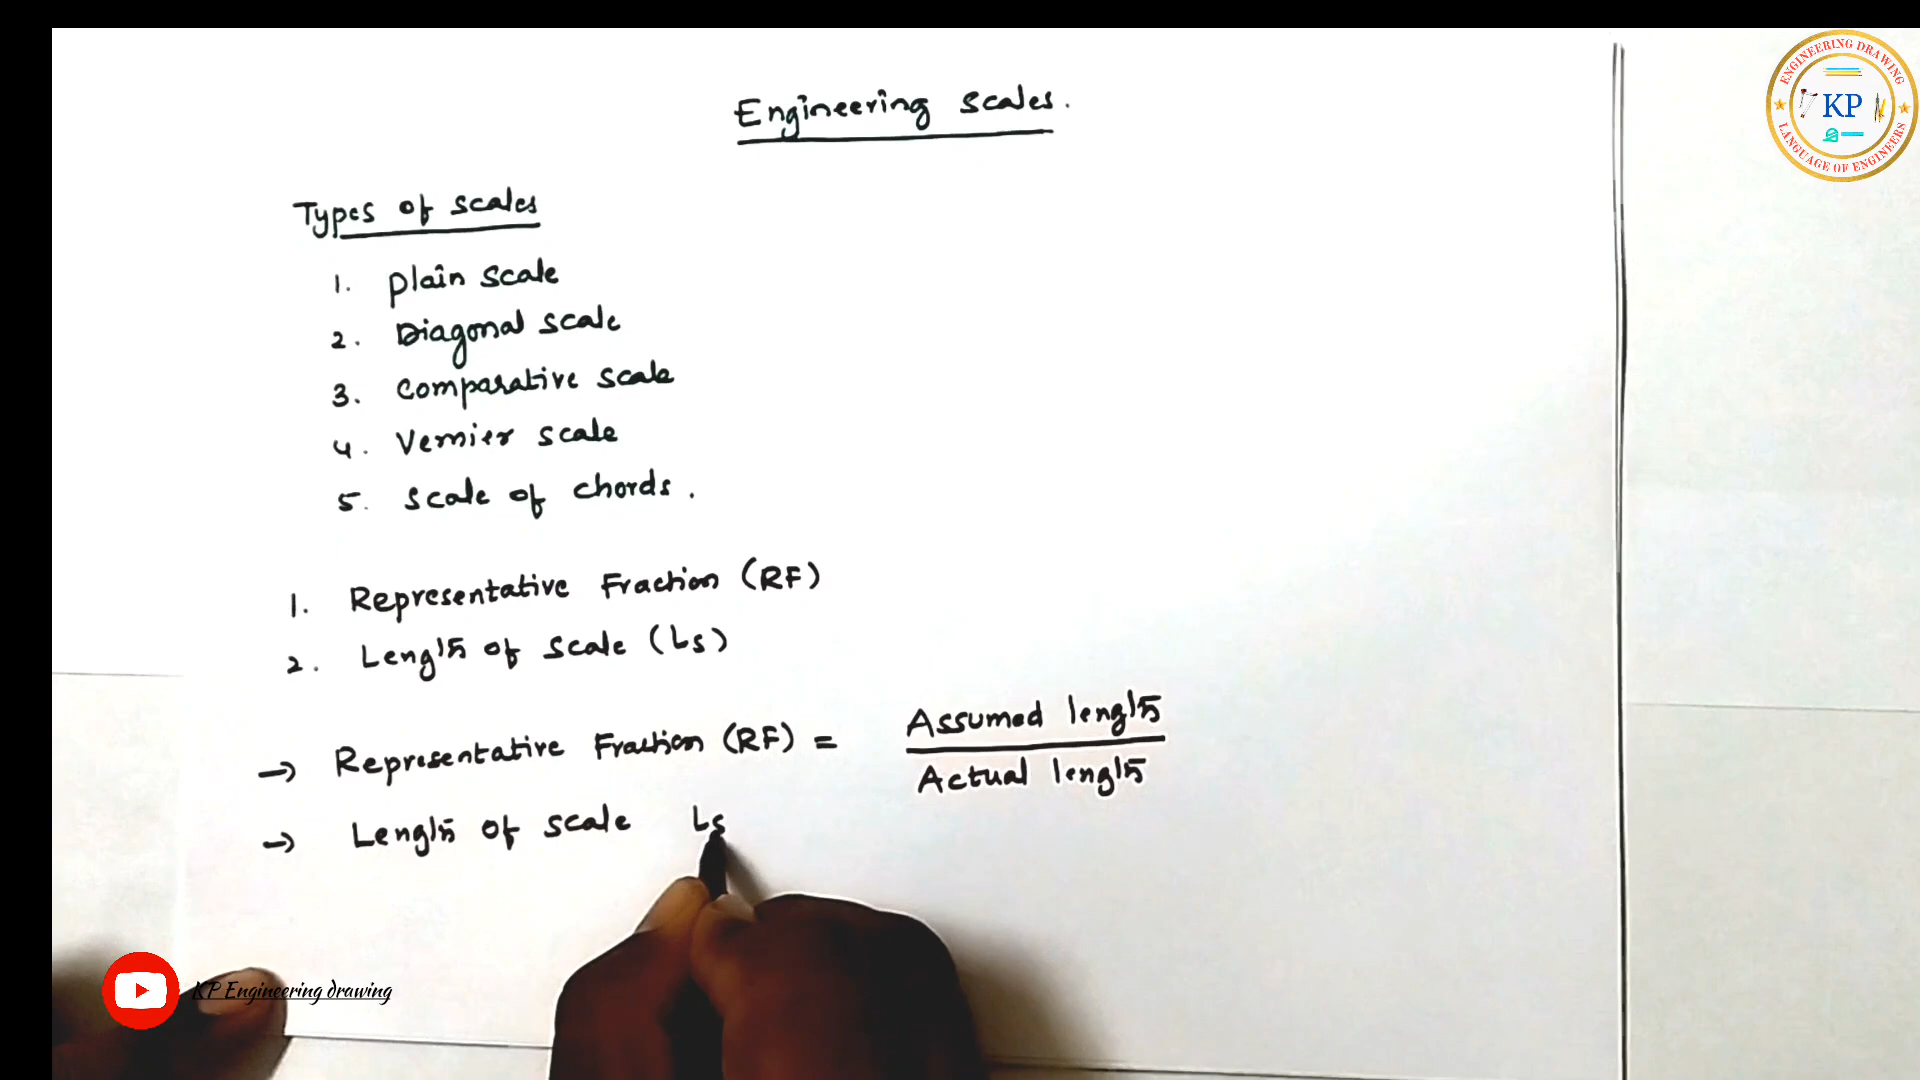 Engineering scales.
ENGINEERING DRAWING
KP
LANGUAGE OF ENGINEERS
Types of scales
1. plain scale
2. Diagonal scale
3. Comparative scale
4. Vernier scale
5. scale of chords.
1. Representative Fraction (RF)
2. Length of scale (Ls)
→ Representative Fraction (RF) = Assumed length
Actual length
→ Length of scale Ls
KP Engineering drawing